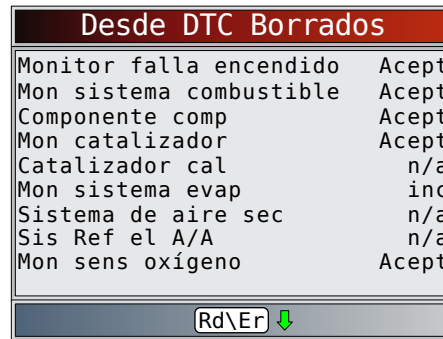 Desde DTC Borrados
Monitor falla encendido Acept
Mon sistema combustible Acept
Componente comp Acept
Mon catalizador Acept
Catalizador cal n/a
Mon sistema evap inc
Sistema de aire sec n/a
Sis Ref el A/A n/a
Mon sens oxígeno Acept
Rd\Er